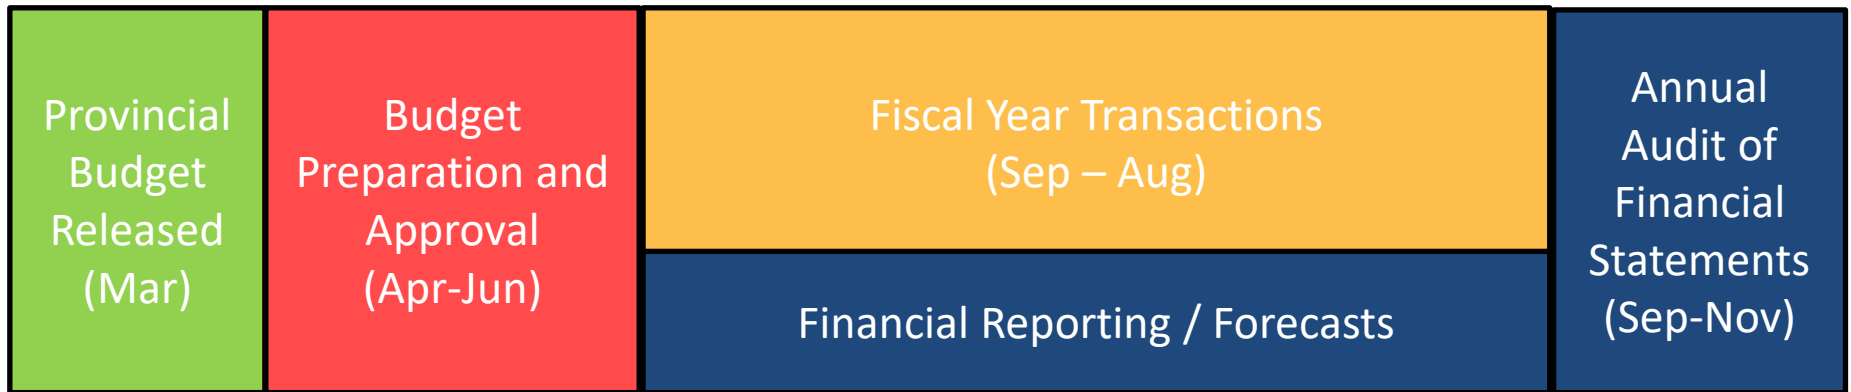 Provincial
Budget
Released
(Mar)
Budget
Preparation and
Approval
(Apr-Jun)
Fiscal Year Transactions
(Sep – Aug)
Financial Reporting / Forecasts
Annual
Audit of
Financial
Statements
(Sep-Nov)